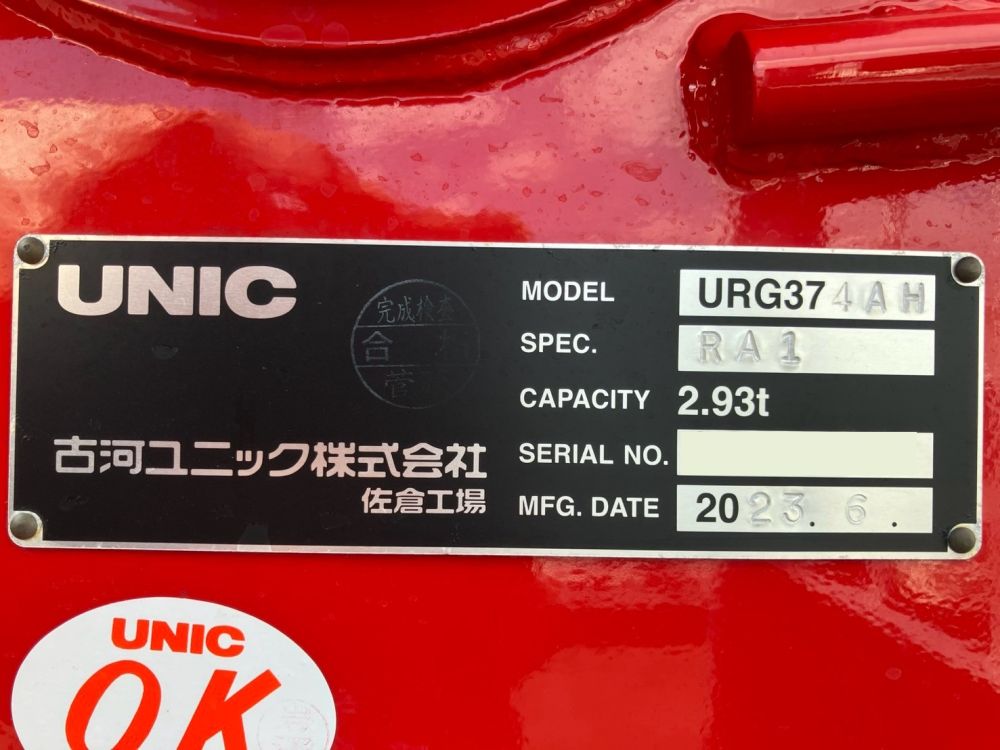 UNIC
完成検査
合
菅
古河ユニック株式会社
佐倉工場
MODEL URG374AH
SPEC. RA1
CAPACITY 2.93t
SERIAL NO.
MFG. DATE 2023.6.
UNIC
OK